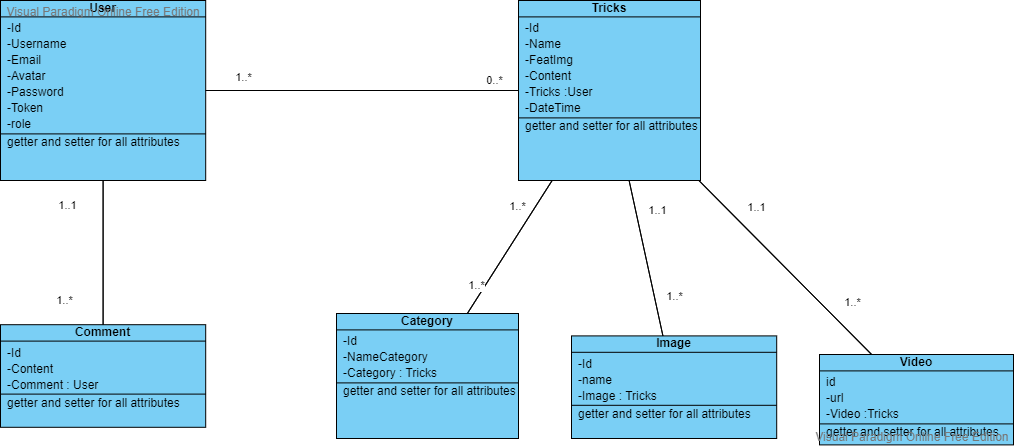 User
Visual Paradigm Online Free Edition
-Id
-Username
-Email
-Avatar
-Password
-Token
-role
getter and setter for all attributes
Tricks
-Id
-Name
-FeatImg
-Content
-Tricks :User
-DateTime
getter and setter for all attributes
1..*
0..*
1..1
1..*
1..*
1..*
1..1
1..*
1..1
1..*
Comment
-Id
-Content
-Comment : User
getter and setter for all attributes
Category
-Id
-NameCategory
-Category : Tricks
getter and setter for all attributes
Image
-Id
-name
-Image : Tricks
getter and setter for all attributes
Video
id
-url
-Video :Tricks
getter and setter for all attributes
Visual Paradigm Online Free Edition